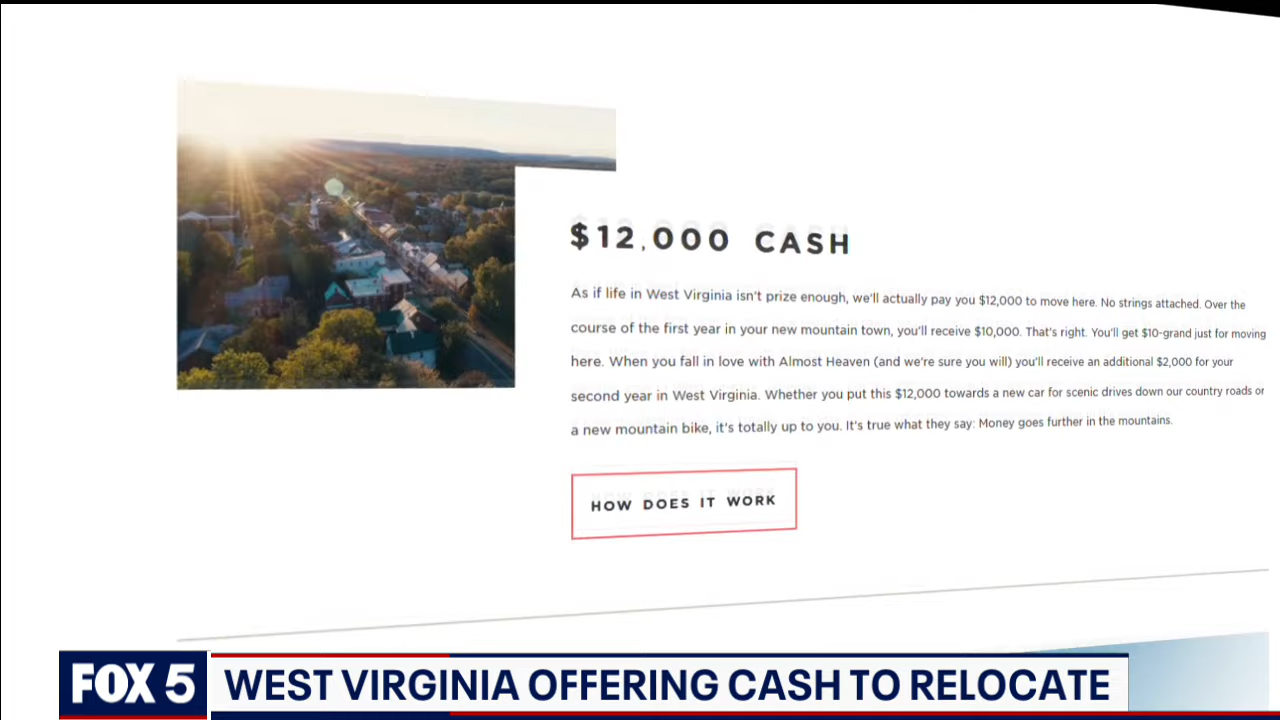 $12,000 CASH
As if life in West Virginia isn't prize enough, we'll actually pay you $12,000 to move here. No strings attached. Over the
course of the first year in your new mountain town, you'll receive $10,000. That's right. You'll get $10-grand just for moving
here. When you fall in love with Almost Heaven (and we're sure you will) you'll receive an additional $2,000 for your
second year in West Virginia. Whether you put this $12,000 towards a new car for scenic drives down our country roads or
a new mountain bike, it's totally up to you. It's true what they say: Money goes further in the mountains.
HOW DOES IT WORK
FOX 5 WEST VIRGINIA OFFERING CASH TO RELOCATE